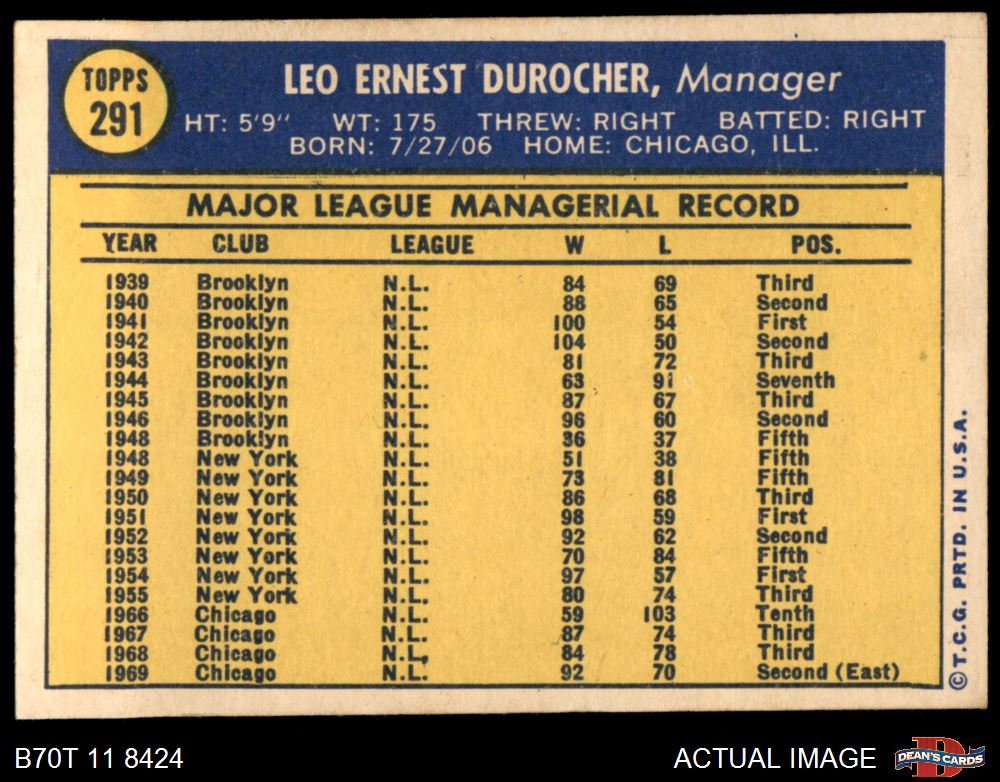 TOPPS
291
LEO ERNEST DUROCHER, Manager
HT: 5'9" WT: 175 THREW: RIGHT BATTED: RIGHT
BORN: 7/27/06 HOME: CHICAGO, ILL.
MAJOR LEAGUE MANAGERIAL RECORD
YEAR CLUB LEAGUE W L POS.
1939 Brooklyn N.L. 84 69 Third
1940 Brooklyn N.L. 88 65 Second
1941 Brooklyn N.L. 100 54 First
1942 Brooklyn N.L. 104 50 Second
1943 Brooklyn N.L. 81 72 Third
1944 Brooklyn N.L. 63 91 Seventh
1945 Brooklyn N.L. 87 67 Third
1946 Brooklyn N.L. 96 60 Second
1948 Brooklyn N.L. 36 37 Fifth
1948 New York N.L. 51 38 Fifth
1949 New York N.L. 73 81 Fifth
1950 New York N.L. 86 68 Third
1951 New York N.L. 98 59 First
1952 New York N.L. 92 62 Second
1953 New York N.L. 70 84 Fifth
1954 New York N.L. 97 57 First
1955 New York N.L. 80 74 Third
1966 Chicago N.L. 59 103 Tenth
1967 Chicago N.L. 87 74 Third
1968 Chicago N.L. 84 78 Third
1969 Chicago N.L. 92 70 Second (East)
©T.C.G. PRTD. IN U.S.A.
B70T 11 8424
ACTUAL IMAGE
D
DEAN'S CARDS